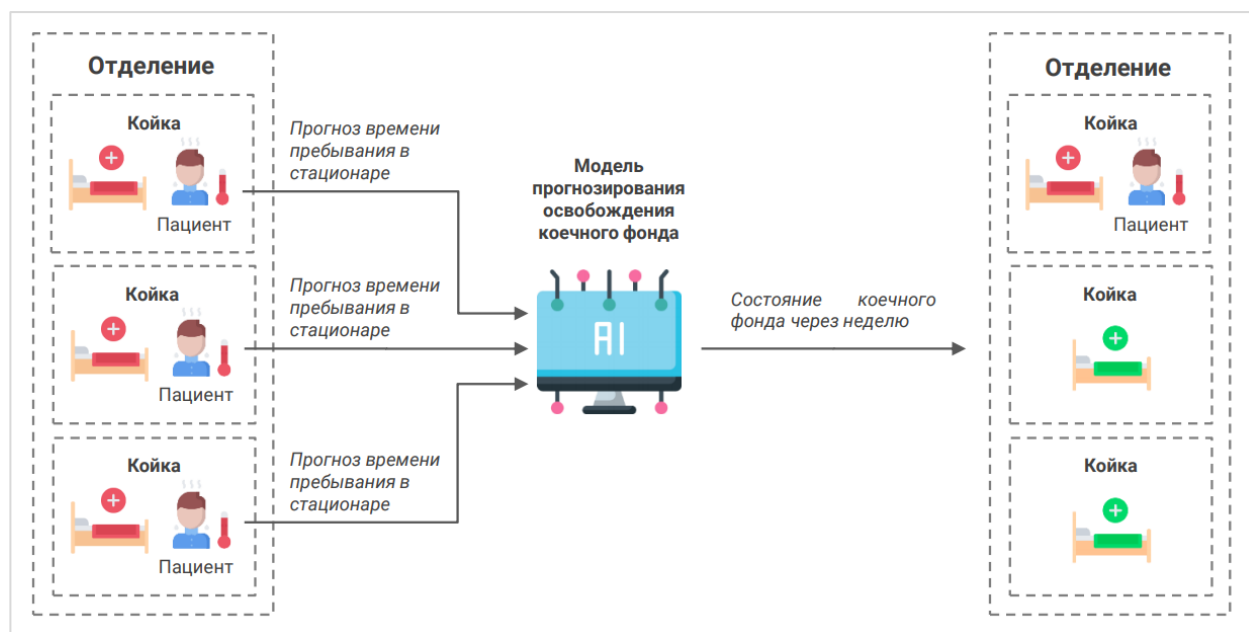 Отделение
Койка
Пациент
Койка
Пациент
Койка
Пациент
Прогноз времени
пребывания в
стационаре
Прогноз времени
пребывания в
стационаре
Прогноз времени
пребывания в
стационаре
Модель
прогнозирования
освобождения
коечного фонда
AI
Состояние коечного
фонда через неделю
Отделение
Койка
Пациент
Койка
Койка